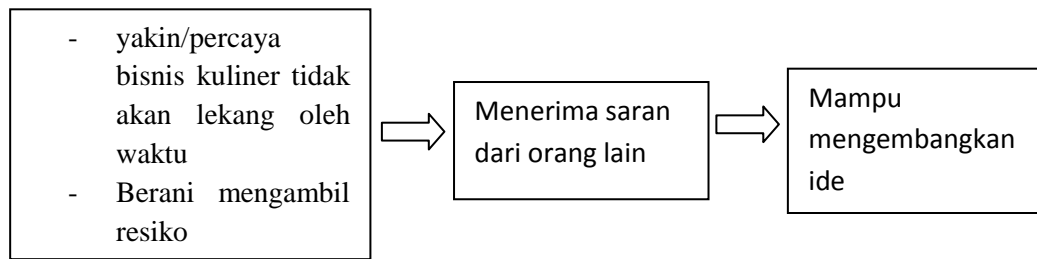 - yakin/percaya
bisnis kuliner tidak
akan lekang oleh
waktu
- Berani mengambil
resiko
Menerima saran
dari orang lain
Mampu
mengembangkan
ide